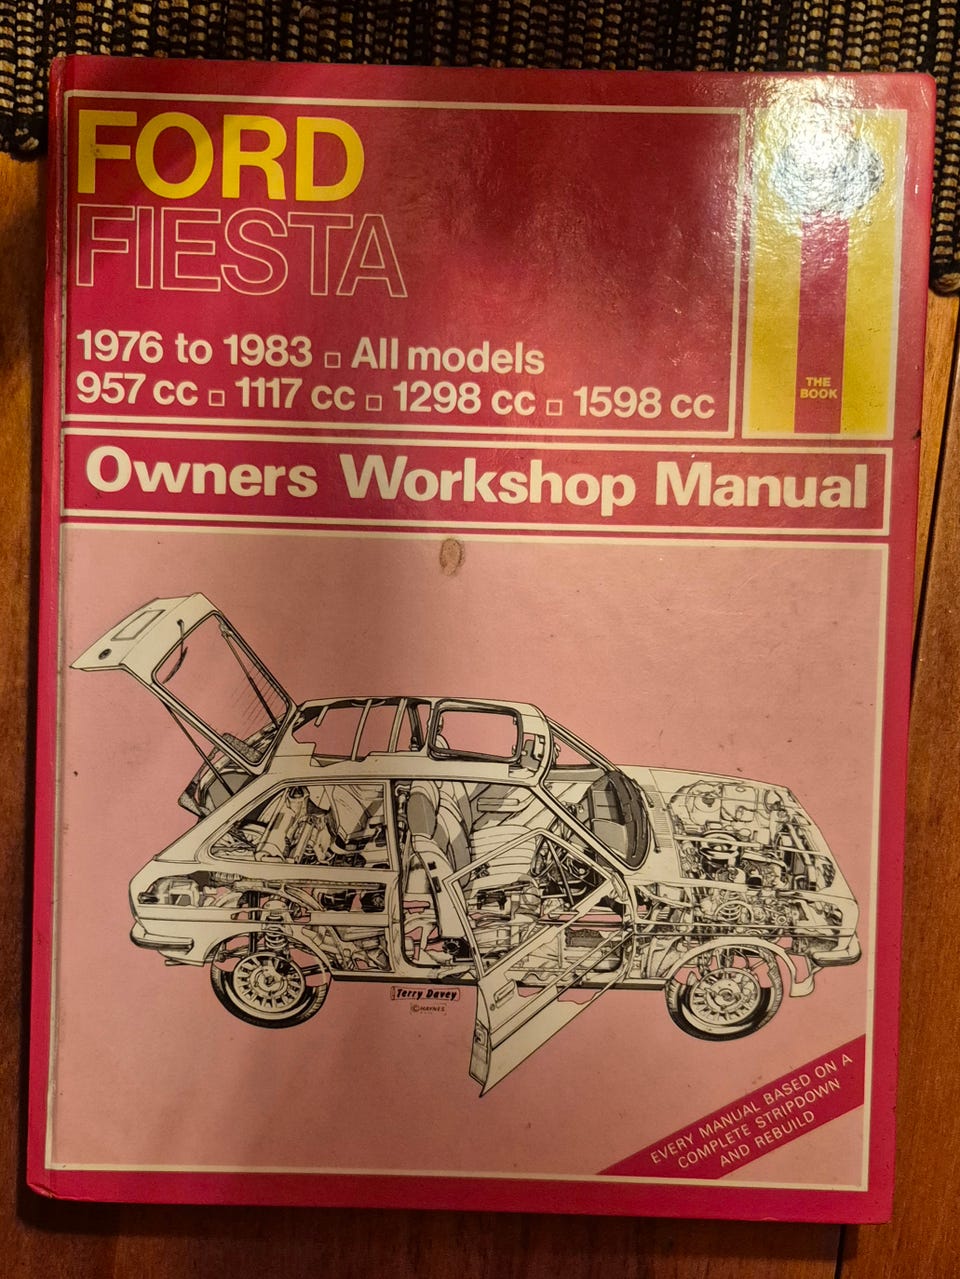 FORD
FIESTA
1976 to 1983 □ All models
957 cc □ 1117 cc □ 1298 cc □ 1598 cc
THE
BOOK
Owners Workshop Manual
Terry Davey
©HAYNES
EVERY MANUAL BASED ON A
COMPLETE STRIPDOWN
AND REBUILD